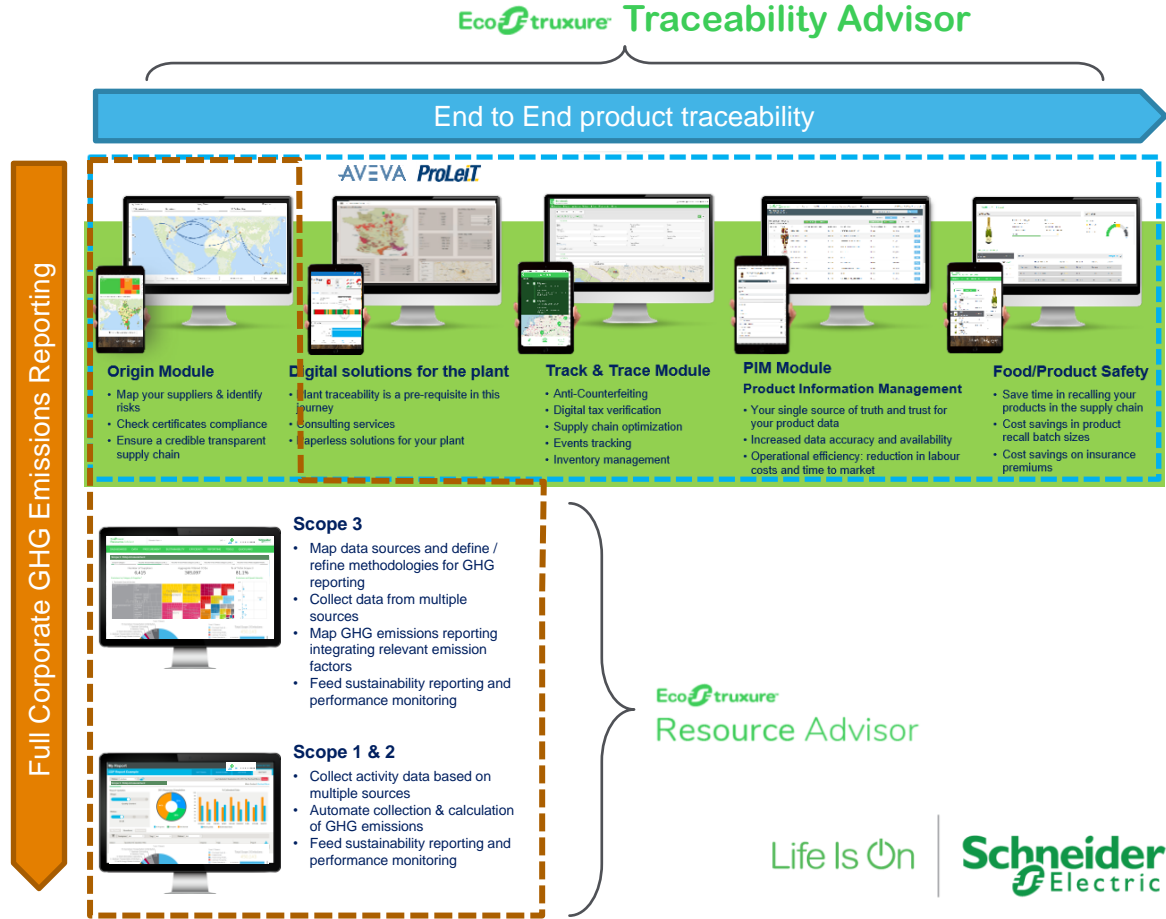 EcoStruxure™ Traceability Advisor
End to End product traceability
Full Corporate GHG Emissions Reporting
AVEVA ProLeiT
Origin Module
• Map your suppliers & identify
risks
• Check certificates compliance
• Ensure a credible transparent
supply chain
Digital solutions for the plant
• Plant traceability is a pre-requisite in this
journey
• Consulting services
• Paperless solutions for your plant
Track & Trace Module
• Anti-Counterfeiting
• Digital tax verification
• Supply chain optimization
• Events tracking
• Inventory management
PIM Module
Product Information Management
• Your single source of truth and trust for
your product data
• Increased data accuracy and availability
• Operational efficiency: reduction in labour
costs and time to market
Food/Product Safety
• Save time in recalling your
products in the supply chain
• Cost savings in product
recall batch sizes
• Cost savings on insurance
premiums
Scope 3
• Map data sources and define /
refine methodologies for GHG
reporting
• Collect data from multiple
sources
• Map GHG emissions reporting
integrating relevant emission
factors
• Feed sustainability reporting and
performance monitoring
Scope 1 & 2
• Collect activity data based on
multiple sources
• Automate collection & calculation
of GHG emissions
• Feed sustainability reporting and
performance monitoring
My Report
EcoStruxure™
Resource Advisor
Life Is On
Schneider
Electric